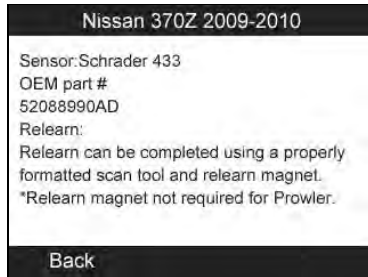 Nissan 370Z 2009-2010
Sensor:Schrader 433
OEM part #
52088990AD
Relearn:
Relearn can be completed using a properly
formatted scan tool and relearn magnet.
*Relearn magnet not required for Prowler.
Back